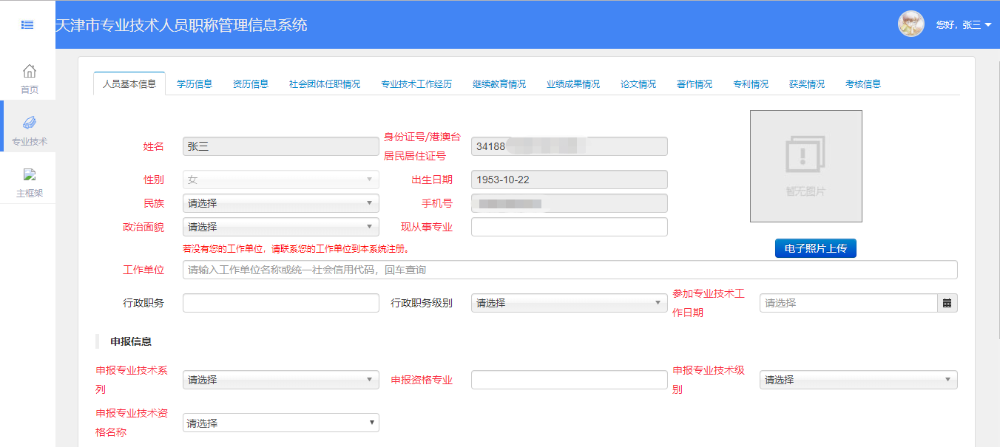 天津市专业技术人员职称管理信息系统
您好，张三
首页
专业技术
主框架
人员基本信息 学历信息 资历信息 社会团体任职情况 专业技术工作经历 继续教育情况 业绩成果情况 论文情况 著作情况 专利情况 获奖情况 考核信息
姓名 张三 身份证号/港澳台
居民居住证号 34188
性别 女 出生日期 1953-10-22
民族 请选择 手机号
政治面貌 请选择 现从事专业
暂无图片
电子照片上传
若没有您的工作单位，请联系您的工作单位到本系统注册。
工作单位 请输入工作单位名称或统一社会信用代码，回车查询
行政职务 行政职务级别 请选择 参加专业技术工
作日期 请选择
申报信息
申报专业技术系
列 请选择 申报资格专业 申报专业技术级
别 请选择
申报专业技术资
格名称 请选择